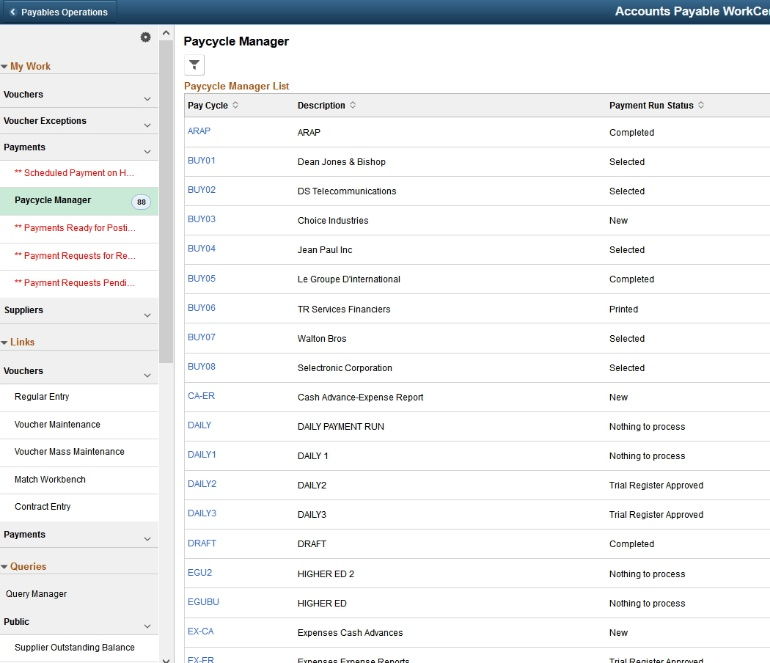 Payables Operations
Accounts Payable WorkCe
My Work
Vouchers
Voucher Exceptions
Payments
** Scheduled Payment on H...
Paycycle Manager 88
** Payments Ready for Posti...
** Payment Requests for Re...
** Payment Requests Pendi...
Suppliers
Links
Vouchers
Regular Entry
Voucher Maintenance
Voucher Mass Maintenance
Match Workbench
Contract Entry
Payments
Queries
Query Manager
Public
Supplier Outstanding Balance
Paycycle Manager
Paycycle Manager List
Pay Cycle Description Payment Run Status
ARAP ARAP Completed
BUY01 Dean Jones & Bishop Selected
BUY02 DS Telecommunications Selected
BUY03 Choice Industries New
BUY04 Jean Paul Inc Selected
BUY05 Le Groupe D'international Completed
BUY06 TR Services Financiers Printed
BUY07 Walton Bros Selected
BUY08 Selectronic Corporation Selected
CA-ER Cash Advance-Expense Report New
DAILY DAILY PAYMENT RUN Nothing to process
DAILY1 DAILY 1 Nothing to process
DAILY2 DAILY2 Trial Register Approved
DAILY3 DAILY3 Trial Register Approved
DRAFT DRAFT Completed
EGU2 HIGHER ED 2 Nothing to process
EGUBU HIGHER ED Nothing to process
EX-CA Expenses Cash Advances New
EX-ER Expenses Expense Reports Trial Register Approved